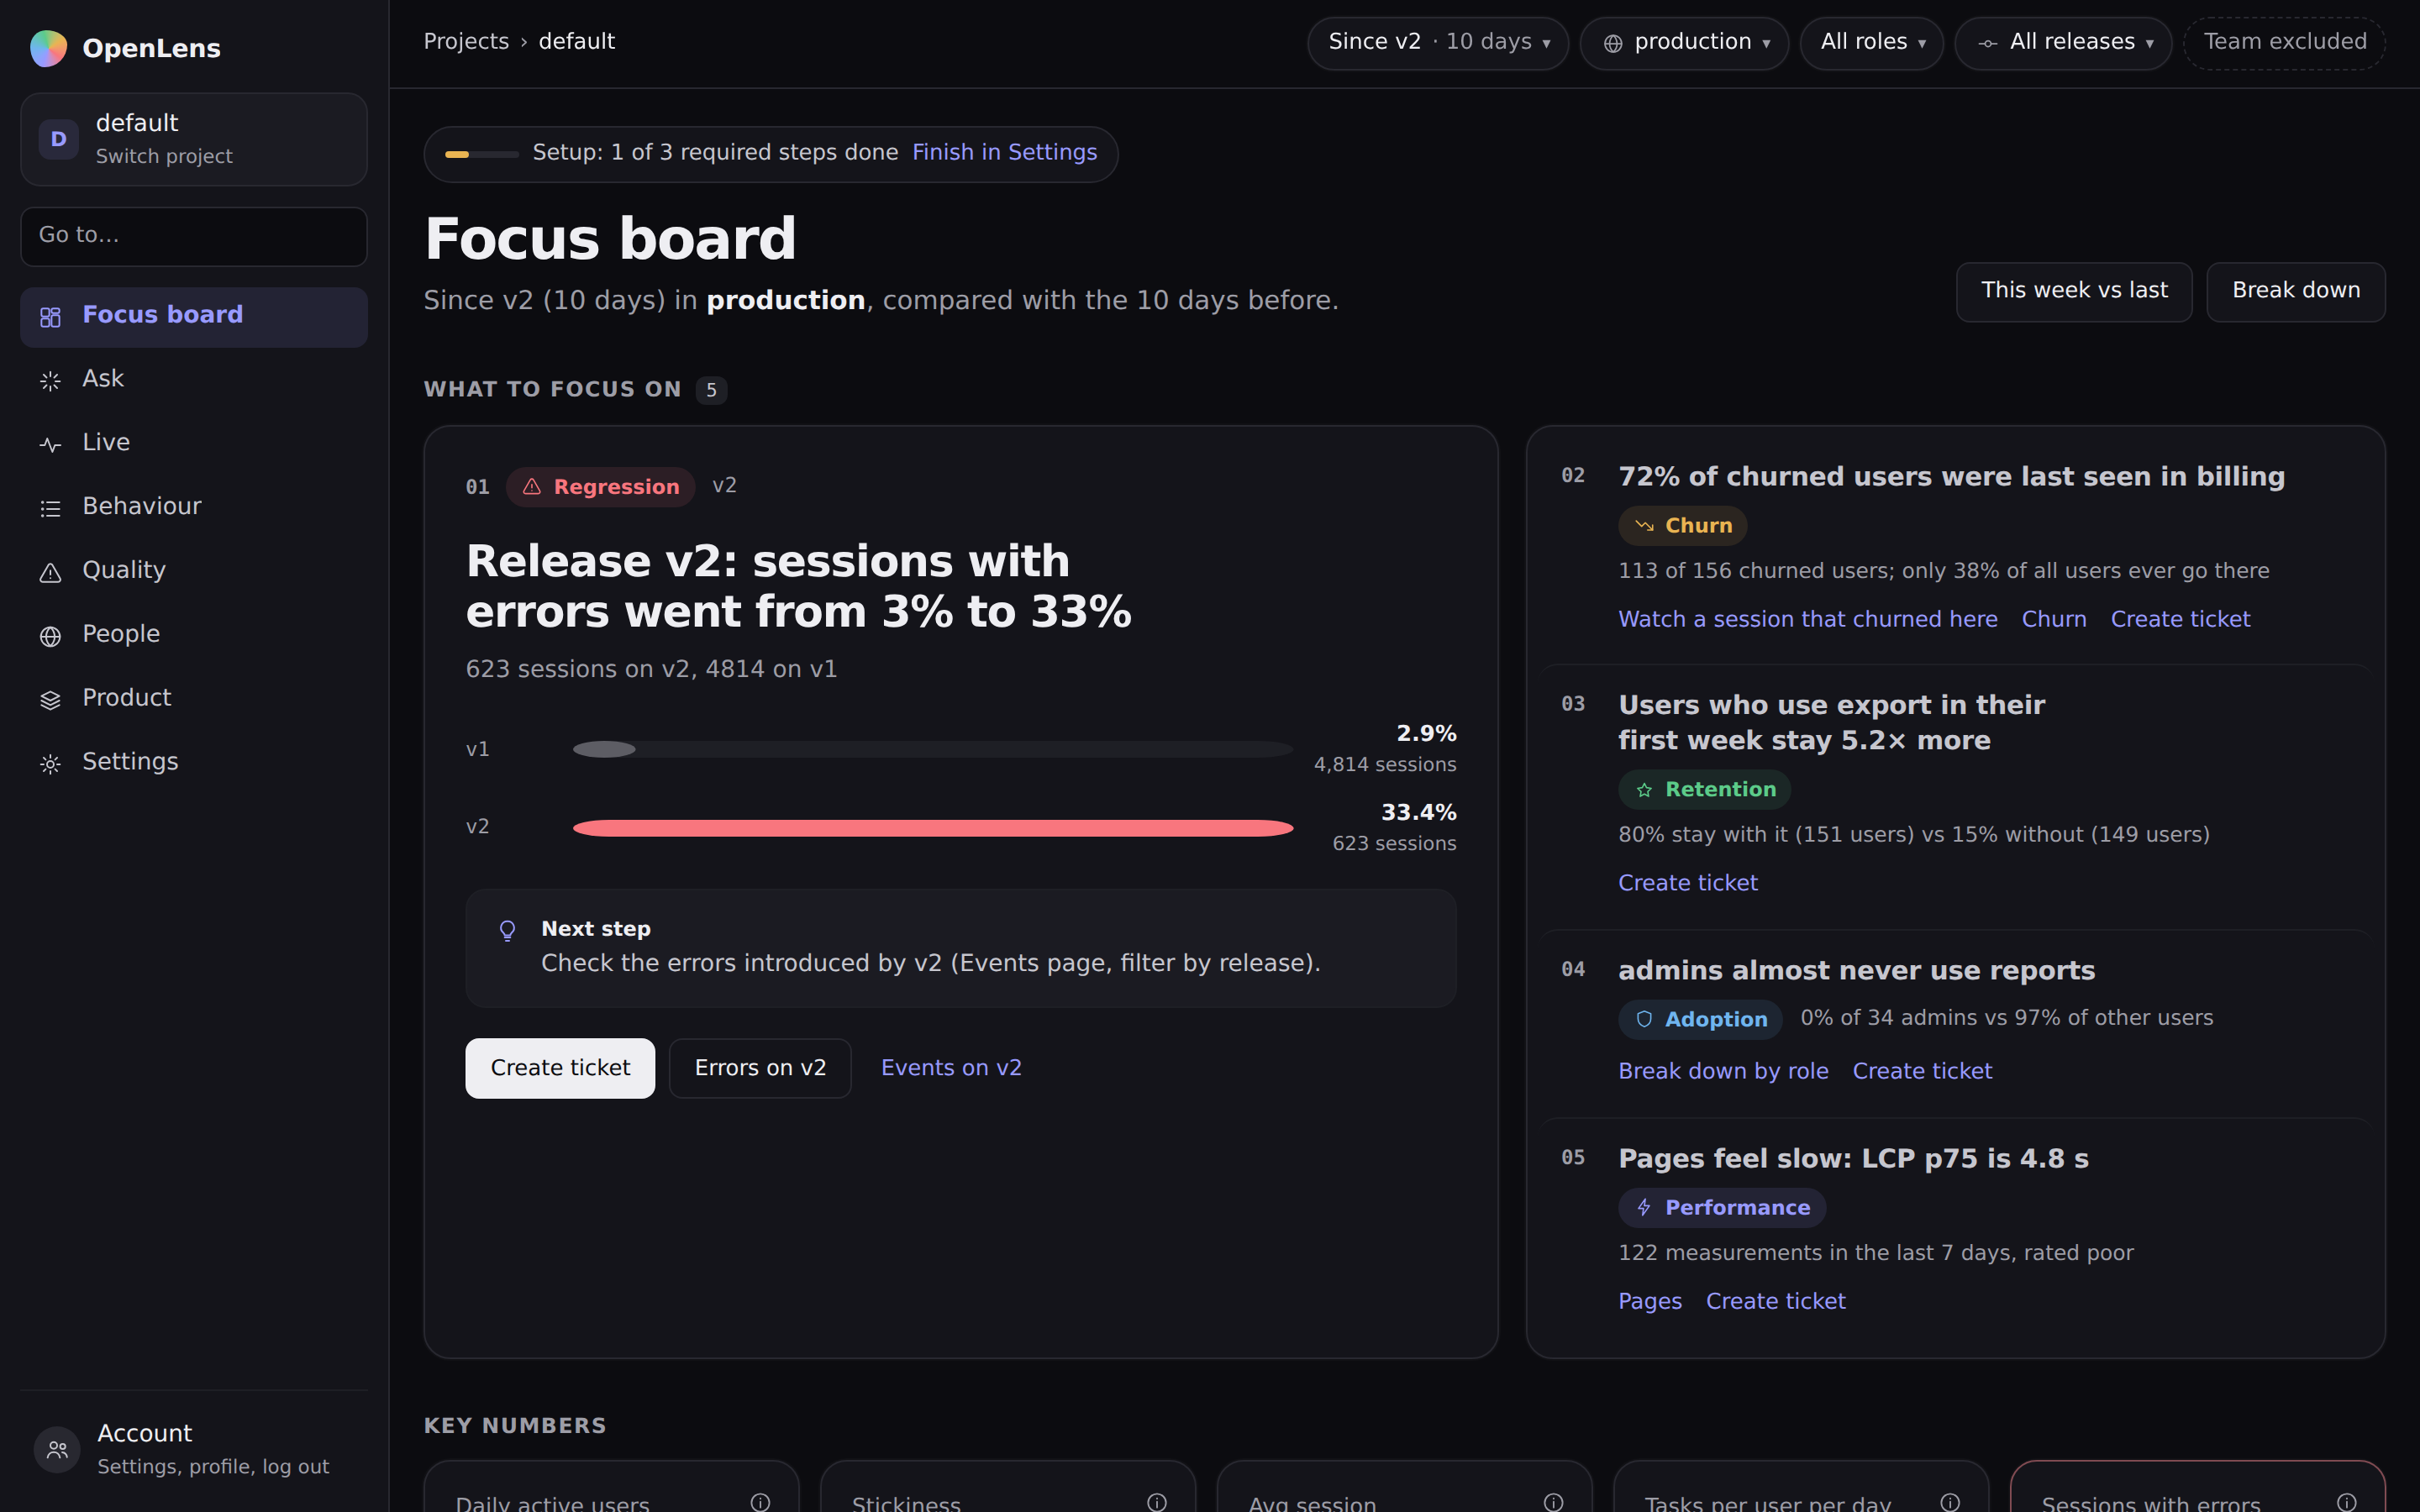 OpenLens
D
default
Switch project
Go to…
Focus board
Ask
Live
Behaviour
Quality
People
Product
Settings
Account
Settings, profile, log out
Projects › default
Since v2 · 10 days ▾
production ▾
All roles ▾
All releases ▾
Team excluded
Setup: 1 of 3 required steps done Finish in Settings
Focus board
Since v2 (10 days) in production, compared with the 10 days before.
This week vs last
Break down
WHAT TO FOCUS ON 5
01 Regression v2
Release v2: sessions with
errors went from 3% to 33%
623 sessions on v2, 4814 on v1
v1
2.9%
4,814 sessions
v2
33.4%
623 sessions
Next step
Check the errors introduced by v2 (Events page, filter by release).
Create ticket
Errors on v2
Events on v2
02 72% of churned users were last seen in billing
Churn
113 of 156 churned users; only 38% of all users ever go there
Watch a session that churned here Churn Create ticket
03 Users who use export in their
first week stay 5.2× more
Retention
80% stay with it (151 users) vs 15% without (149 users)
Create ticket
04 admins almost never use reports
Adoption 0% of 34 admins vs 97% of other users
Break down by role Create ticket
05 Pages feel slow: LCP p75 is 4.8 s
Performance
122 measurements in the last 7 days, rated poor
Pages Create ticket
KEY NUMBERS
Daily active users
Stickiness
Avg session
Tasks per user per day
Sessions with errors